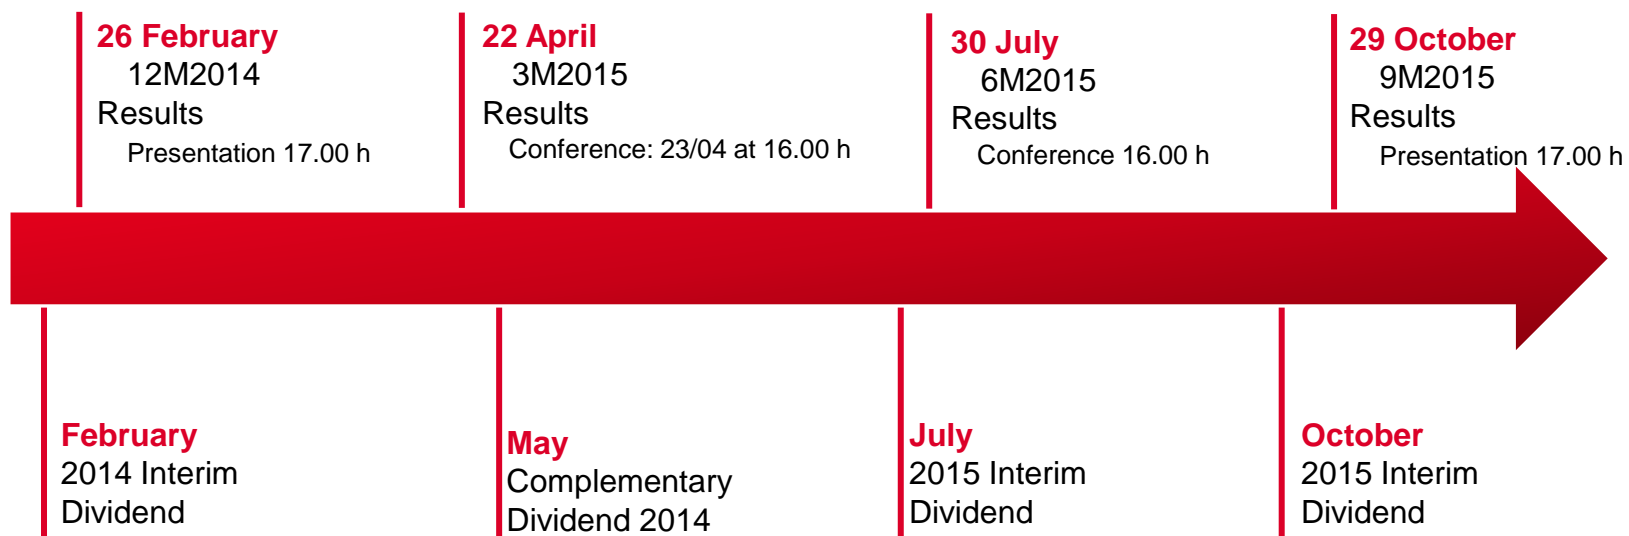 26 February
12M2014
Results
Presentation 17.00 h
22 April
3M2015
Results
Conference: 23/04 at 16.00 h
30 July
6M2015
Results
Conference 16.00 h
29 October
9M2015
Results
Presentation 17.00 h
February
2014 Interim
Dividend
May
Complementary
Dividend 2014
July
2015 Interim
Dividend
October
2015 Interim
Dividend